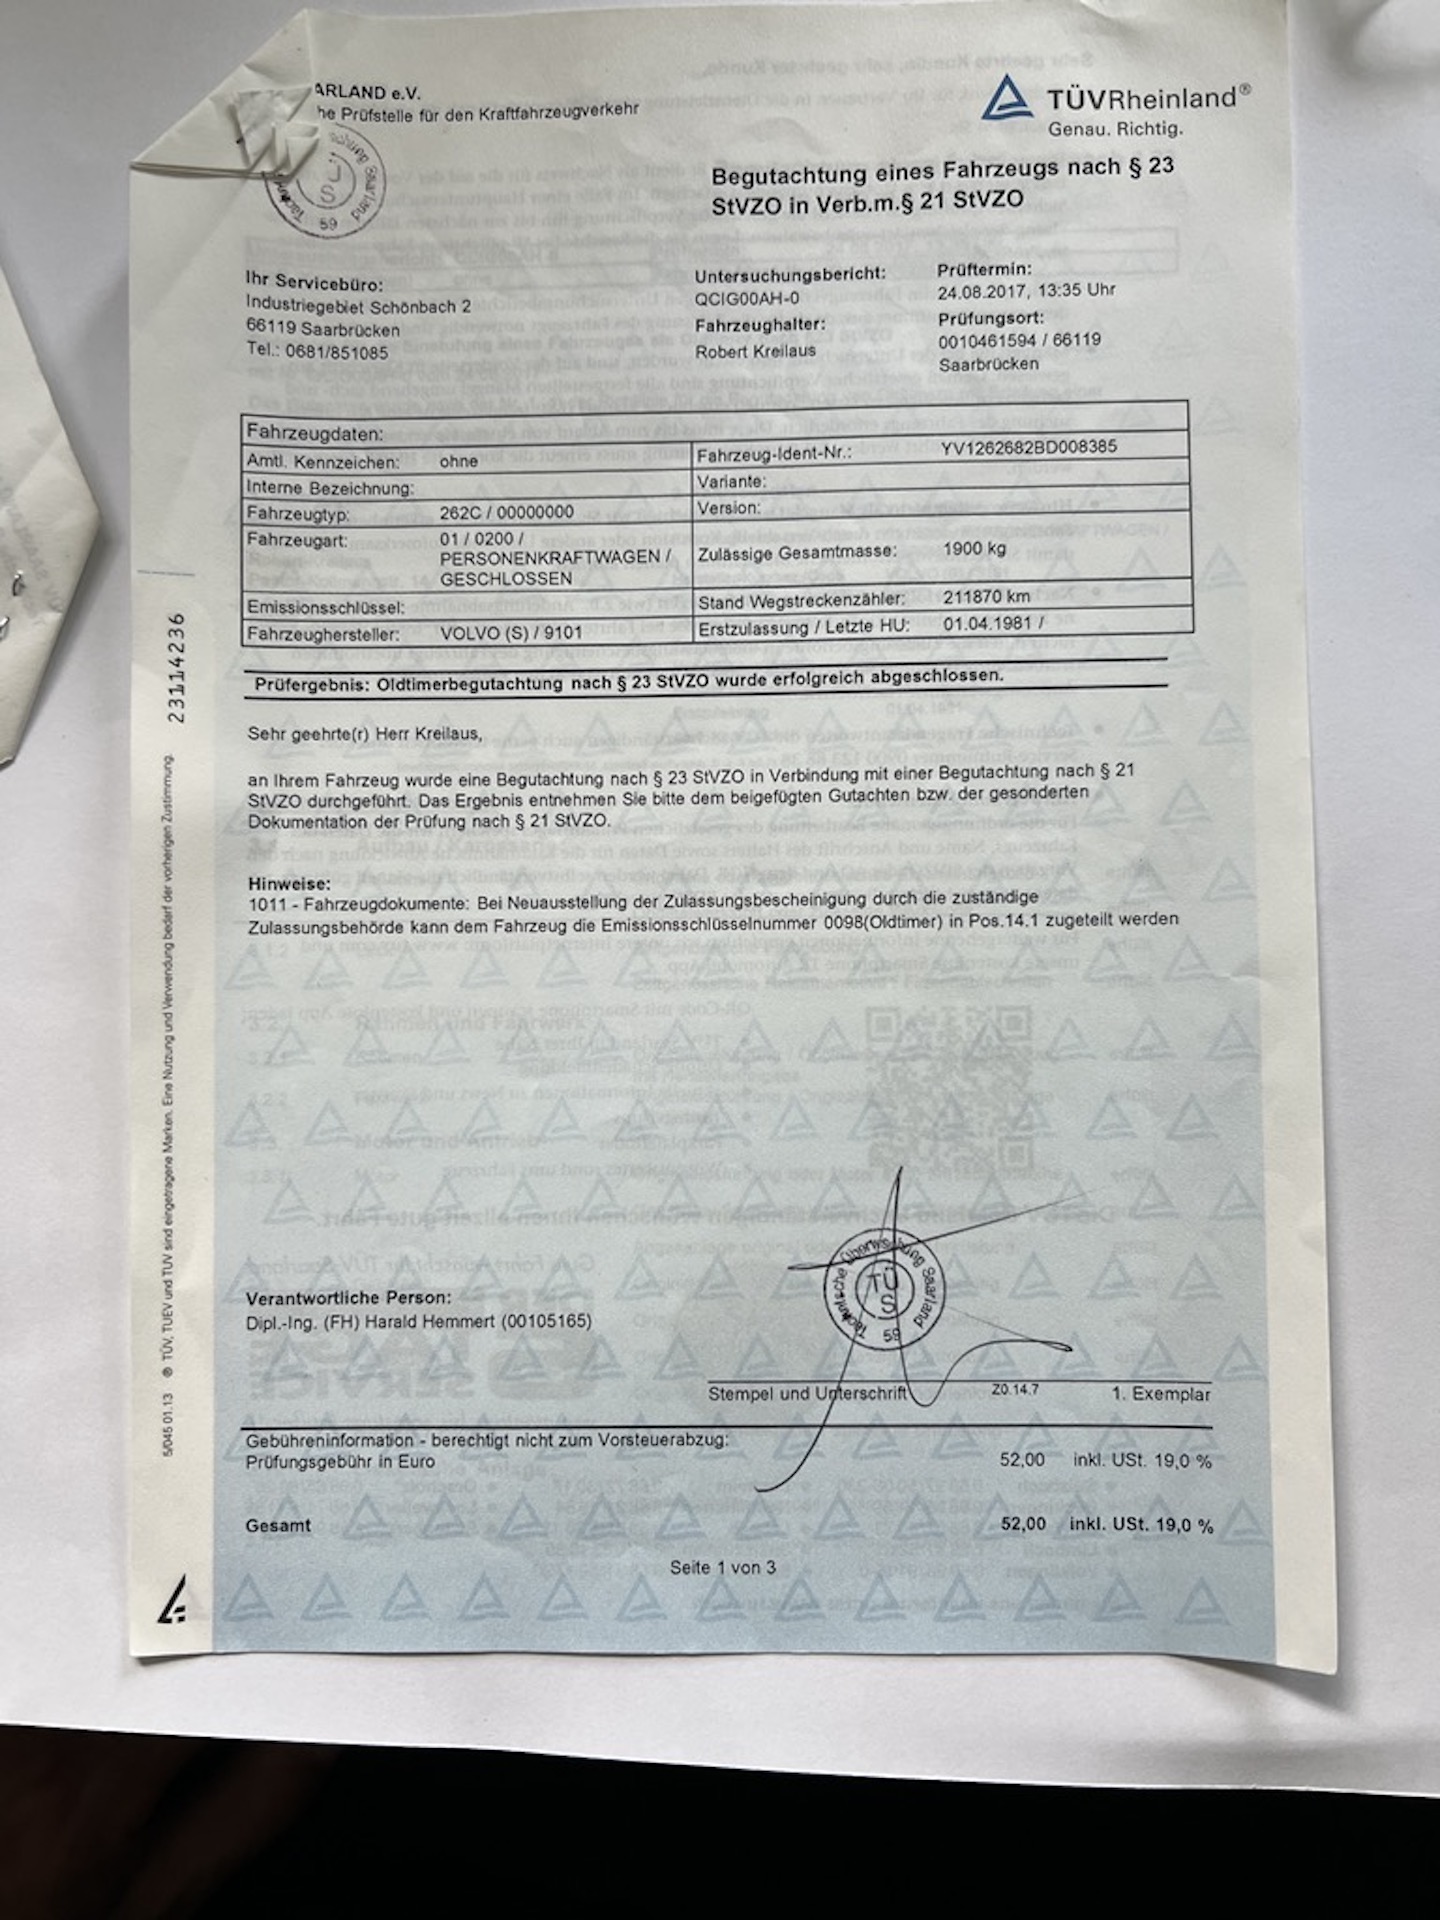 ARLAND e.V.
he Prüfstelle für den Kraftfahrzeugverkehr
TÜVRheinland®
Genau. Richtig.
Begutachtung eines Fahrzeugs nach § 23
StVZO in Verb.m.§ 21 StVZO
ÜS
Saarland
59
Ihr Servicebüro:
Industriegebiet Schönbach 2
66119 Saarbrücken
Tel.: 0681/851085
Untersuchungsbericht:
QCIG00AH-0
Fahrzeughalter:
Robert Kreilaus
Prüftermin:
24.08.2017, 13:35 Uhr
Prüfungsort:
0010461594 / 66119
Saarbrücken
Fahrzeugdaten:
Amtl. Kennzeichen: ohne
Fahrzeug-Ident-Nr.: YV1262682BD008385
Interne Bezeichnung:
Variante:
Fahrzeugtyp: 262C / 00000000
Version:
Fahrzeugart: 01 / 0200 /
PERSONENKRAFTWAGEN /
GESCHLOSSEN
Zulässige Gesamtmasse: 1900 kg
Emissionsschlüssel:
Stand Wegstreckenzähler: 211870 km
Fahrzeughersteller: VOLVO (S) / 9101
Erstzulassung / Letzte HU: 01.04.1981 /
Prüfergebnis: Oldtimerbegutachtung nach § 23 StVZO wurde erfolgreich abgeschlossen.
Sehr geehrte(r) Herr Kreilaus,
an Ihrem Fahrzeug wurde eine Begutachtung nach § 23 StVZO in Verbindung mit einer Begutachtung nach § 21
StVZO durchgeführt. Das Ergebnis entnehmen Sie bitte dem beigefügten Gutachten bzw. der gesonderten
Dokumentation der Prüfung nach § 21 StVZO.
Hinweise:
1011 - Fahrzeugdokumente: Bei Neuausstellung der Zulassungsbescheinigung durch die zuständige
Zulassungsbehörde kann dem Fahrzeug die Emissionsschlüsselnummer 0098(Oldtimer) in Pos.14.1 zugeteilt werden
Verantwortliche Person:
Dipl.-Ing. (FH) Harald Hemmert (00105165)
Technische Überwachung Saarland
TÜS
59
Stempel und Unterschrift Z0.14.7 1. Exemplar
Gebühreninformation - berechtigt nicht zum Vorsteuerabzug:
Prüfungsgebühr in Euro 52,00 inkl. USt. 19,0 %
Gesamt 52,00 inkl. USt. 19,0 %
Seite 1 von 3
23114236
5/045 01.13 ® TÜV, TUEV und TUV sind eingetragene Marken. Eine Nutzung und Verwendung bedarf der vorherigen Zustimmung.